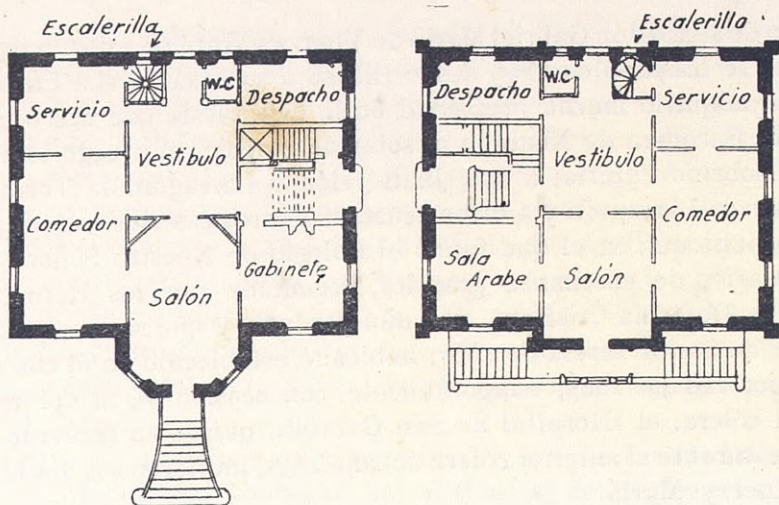 Escalerilla
Servicio
W.C.
Despacho
Vestibulo
Comedor
Gabinete
Salón
Escalerilla
Despacho
W.C.
Servicio
Vestibulo
Comedor
Sala
Arabe
Salón